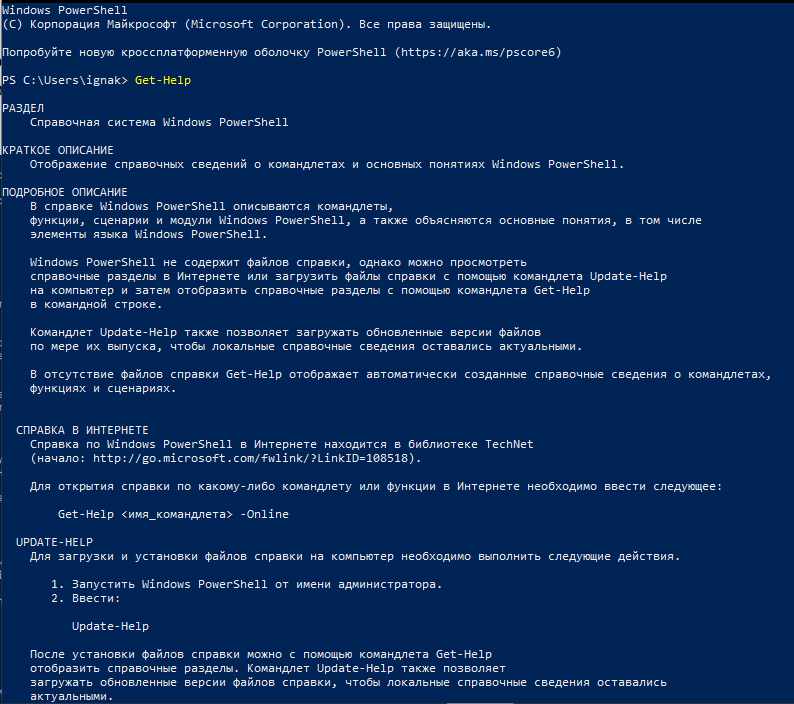 Windows PowerShell
(C) Корпорация Майкрософт (Microsoft Corporation). Все права защищены.
Попробуйте новую кроссплатформенную оболочку PowerShell (https://aka.ms/pscore6)
PS C:\Users\ignak> Get-Help
РАЗДЕЛ
Справочная система Windows PowerShell
КРАТКОЕ ОПИСАНИЕ
Отображение справочных сведений о командлетах и основных понятиях Windows PowerShell.
ПОДРОБНОЕ ОПИСАНИЕ
В справке Windows PowerShell описываются командлеты,
функции, сценарии и модули Windows PowerShell, а также объясняются основные понятия, в том числе
элементы языка Windows PowerShell.
Windows PowerShell не содержит файлов справки, однако можно просмотреть
справочные разделы в Интернете или загрузить файлы справки с помощью командлета Update-Help
на компьютер и затем отобразить справочные разделы с помощью командлета Get-Help
в командной строке.
Командлет Update-Help также позволяет загружать обновленные версии файлов
по мере их выпуска, чтобы локальные справочные сведения оставались актуальными.
В отсутствие файлов справки Get-Help отображает автоматически созданные справочные сведения о командлетах,
функциях и сценариях.
СПРАВКА В ИНТЕРНЕТЕ
Справка по Windows PowerShell в Интернете находится в библиотеке TechNet
(начало: http://go.microsoft.com/fwlink/?LinkID=108518).
Для открытия справки по какому-либо командлету или функции в Интернете необходимо ввести следующее:
Get-Help <имя_командлета> -Online
UPDATE-HELP
Для загрузки и установки файлов справки на компьютер необходимо выполнить следующие действия.
1. Запустить Windows PowerShell от имени администратора.
2. Ввести:
Update-Help
После установки файлов справки можно с помощью командлета Get-Help
отобразить справочные разделы. Командлет Update-Help также позволяет
загружать обновленные версии файлов справки, чтобы локальные справочные сведения оставались
актуальными.